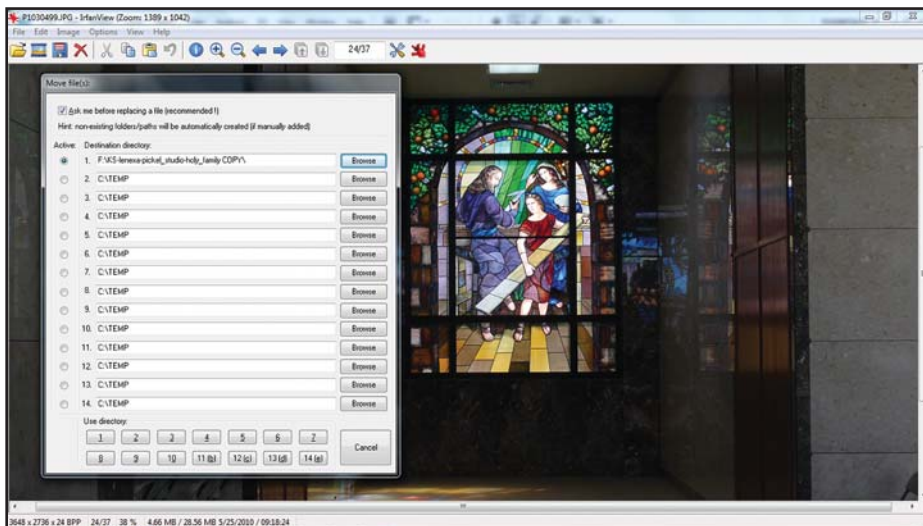 P1030499.JPG - IrfanView (Zoom: 1389 x 1042)
File Edit Image Options View Help
24/37
Move file(s):
Ask me before replacing a file (recommended !)
Hint: non-existing folders/paths will be automatically created (if manually added)
Active: Destination directory:
1. F:\KS-lenexa-pickel_studio-holy_family COPY\ Browse
2. C:\TEMP Browse
3. C:\TEMP Browse
4. C:\TEMP Browse
5. C:\TEMP Browse
6. C:\TEMP Browse
7. C:\TEMP Browse
8. C:\TEMP Browse
9. C:\TEMP Browse
10. C:\TEMP Browse
11. C:\TEMP Browse
12. C:\TEMP Browse
13. C:\TEMP Browse
14. C:\TEMP Browse
Use directory:
1 2 3 4 5 6 7
8 9 10 11 (b) 12 (c) 13 (d) 14 (e)
Cancel
3648 x 2736 x 24 BPP 24/37 38 % 4.66 MB / 28.56 MB 5/25/2010 / 09:18:24